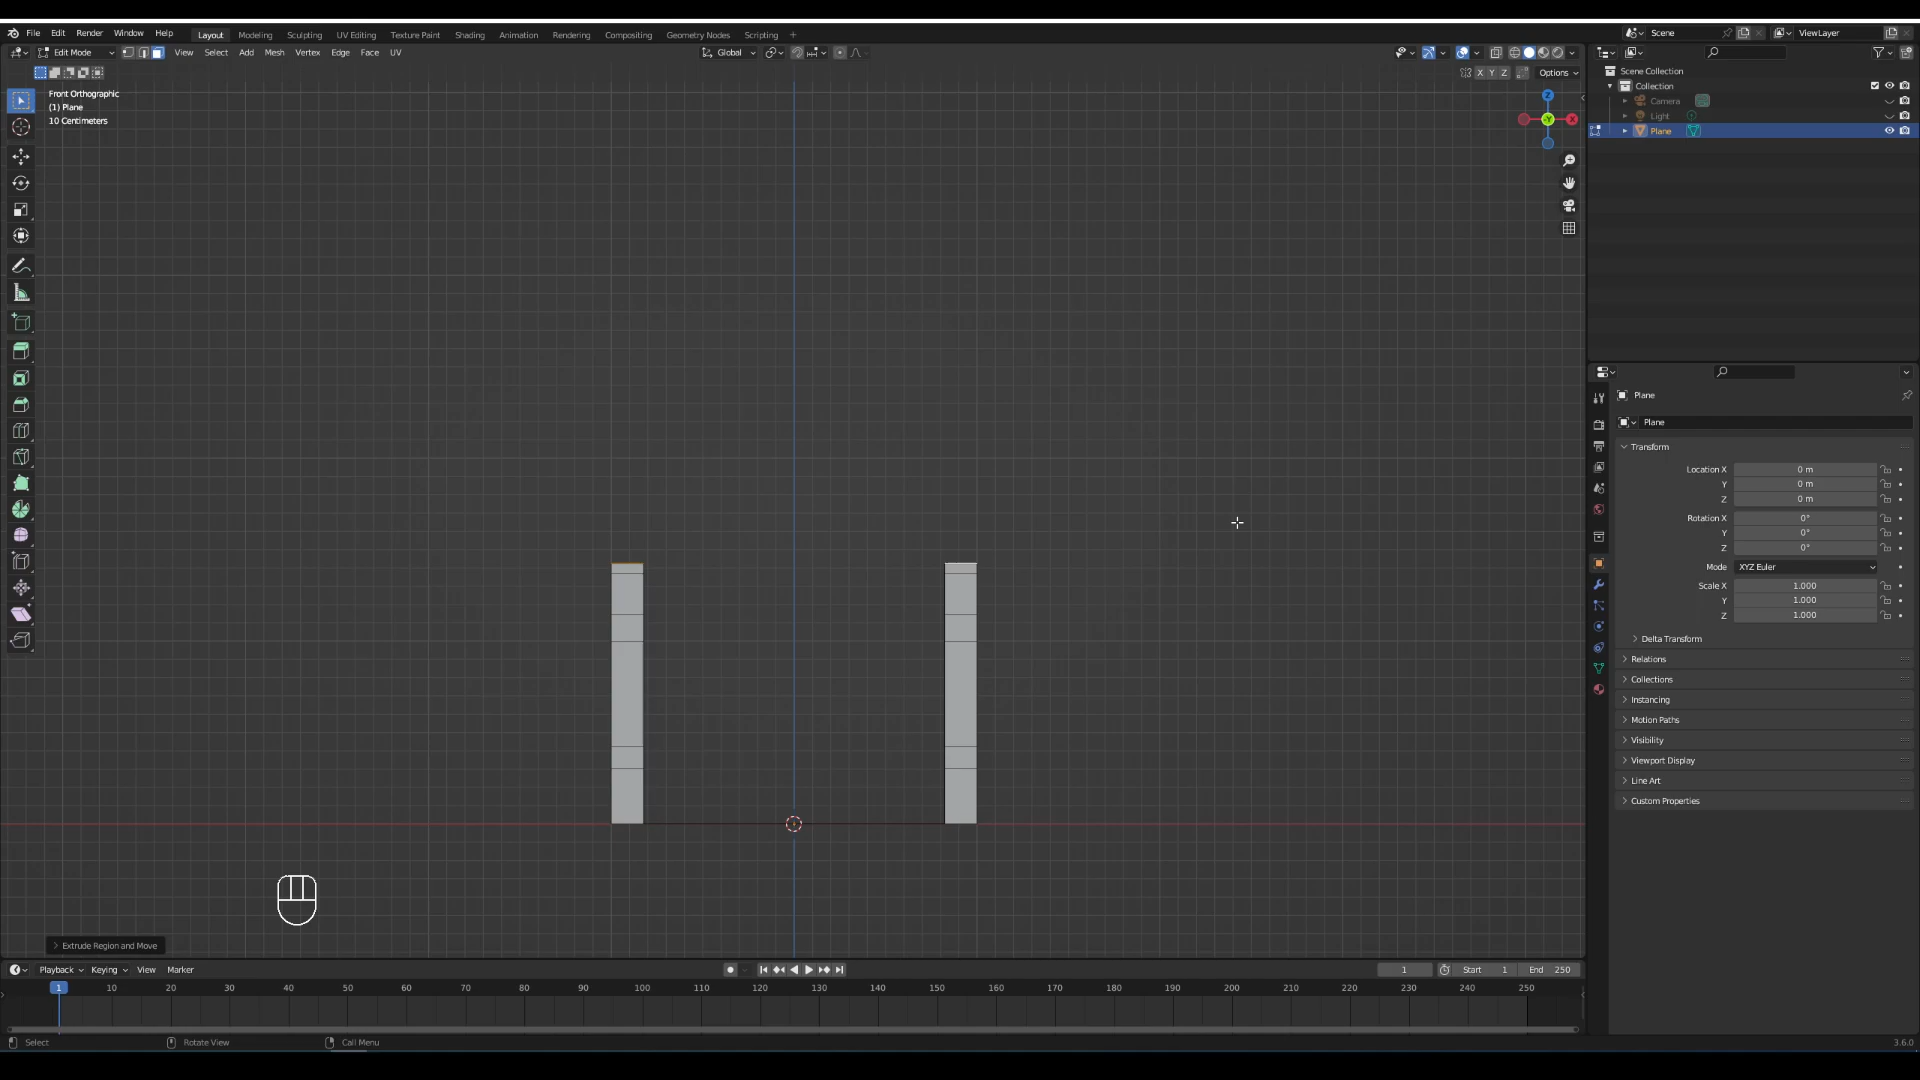 File Edit Render Window Help Layout Modeling Sculpting UV Editing Texture Paint Shading Animation Rendering Compositing Geometry Nodes Scripting + Scene ViewLayer
Edit Mode View Select Add Mesh Vertex Edge Face UV Global
X Y Z Options
Front Orthographic
(1) Plane
10 Centimeters
Z
-Y
X
Scene Collection
Collection
Camera
Light
Plane
Plane
Plane
Transform
Location X 0 m
Y 0 m
Z 0 m
Rotation X 0°
Y 0°
Z 0°
Mode XYZ Euler
Scale X 1.000
Y 1.000
Z 1.000
Delta Transform
Relations
Collections
Instancing
Motion Paths
Visibility
Viewport Display
Line Art
Custom Properties
Extrude Region and Move
Playback Keying View Marker 1 Start 1 End 250
1 10 20 30 40 50 60 70 80 90 100 110 120 130 140 150 160 170 180 190 200 210 220 230 240 250
Select Rotate View Call Menu 3.6.0